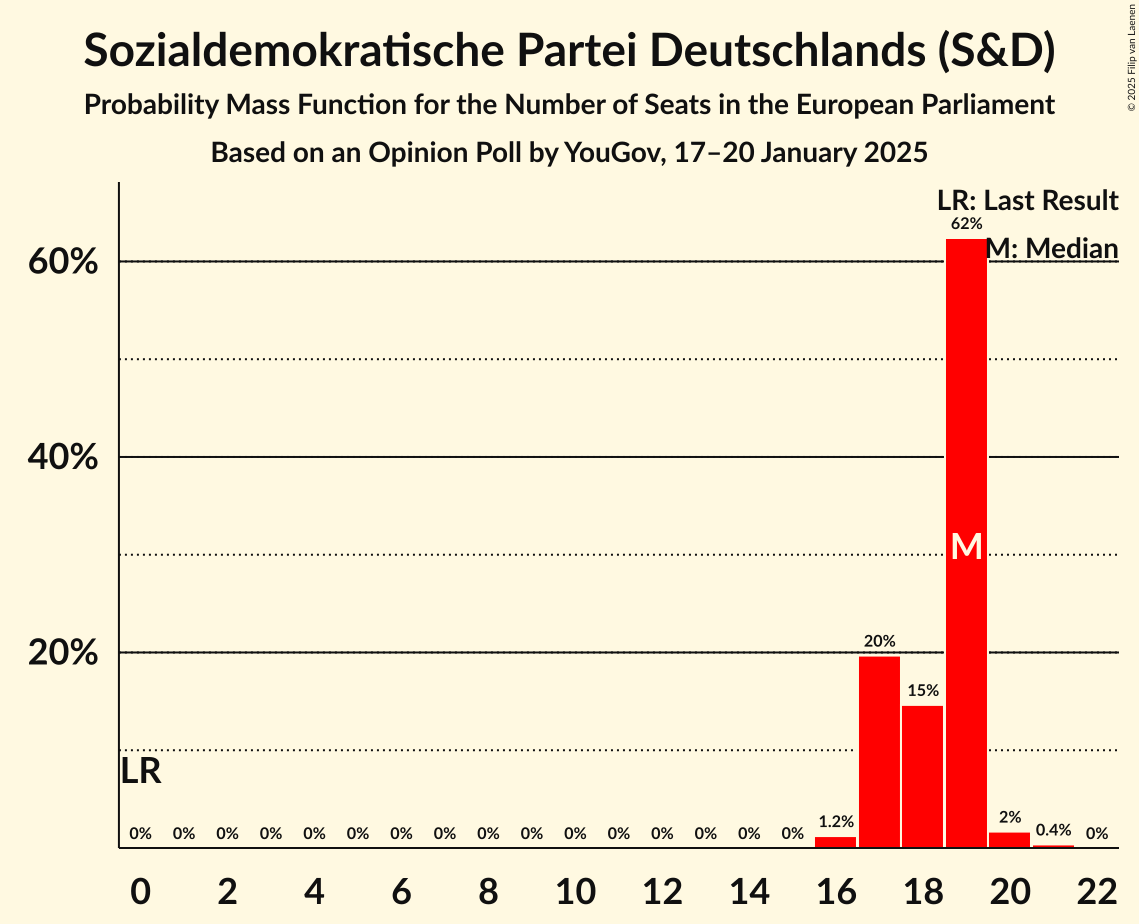 Sozialdemokratische Partei Deutschlands (S&D)
Probability Mass Function for the Number of Seats in the European Parliament
Based on an Opinion Poll by YouGov, 17–20 January 2025
© 2025 Filip van Laenen
LR: Last Result
M: Median
62%
60%
40%
M
20%
20%
15%
LR
0% 0% 0% 0% 0% 0% 0% 0% 0% 0% 0% 0% 0% 0% 0% 0% 1.2% 2% 0.4% 0%
0 2 4 6 8 10 12 14 16 18 20 22